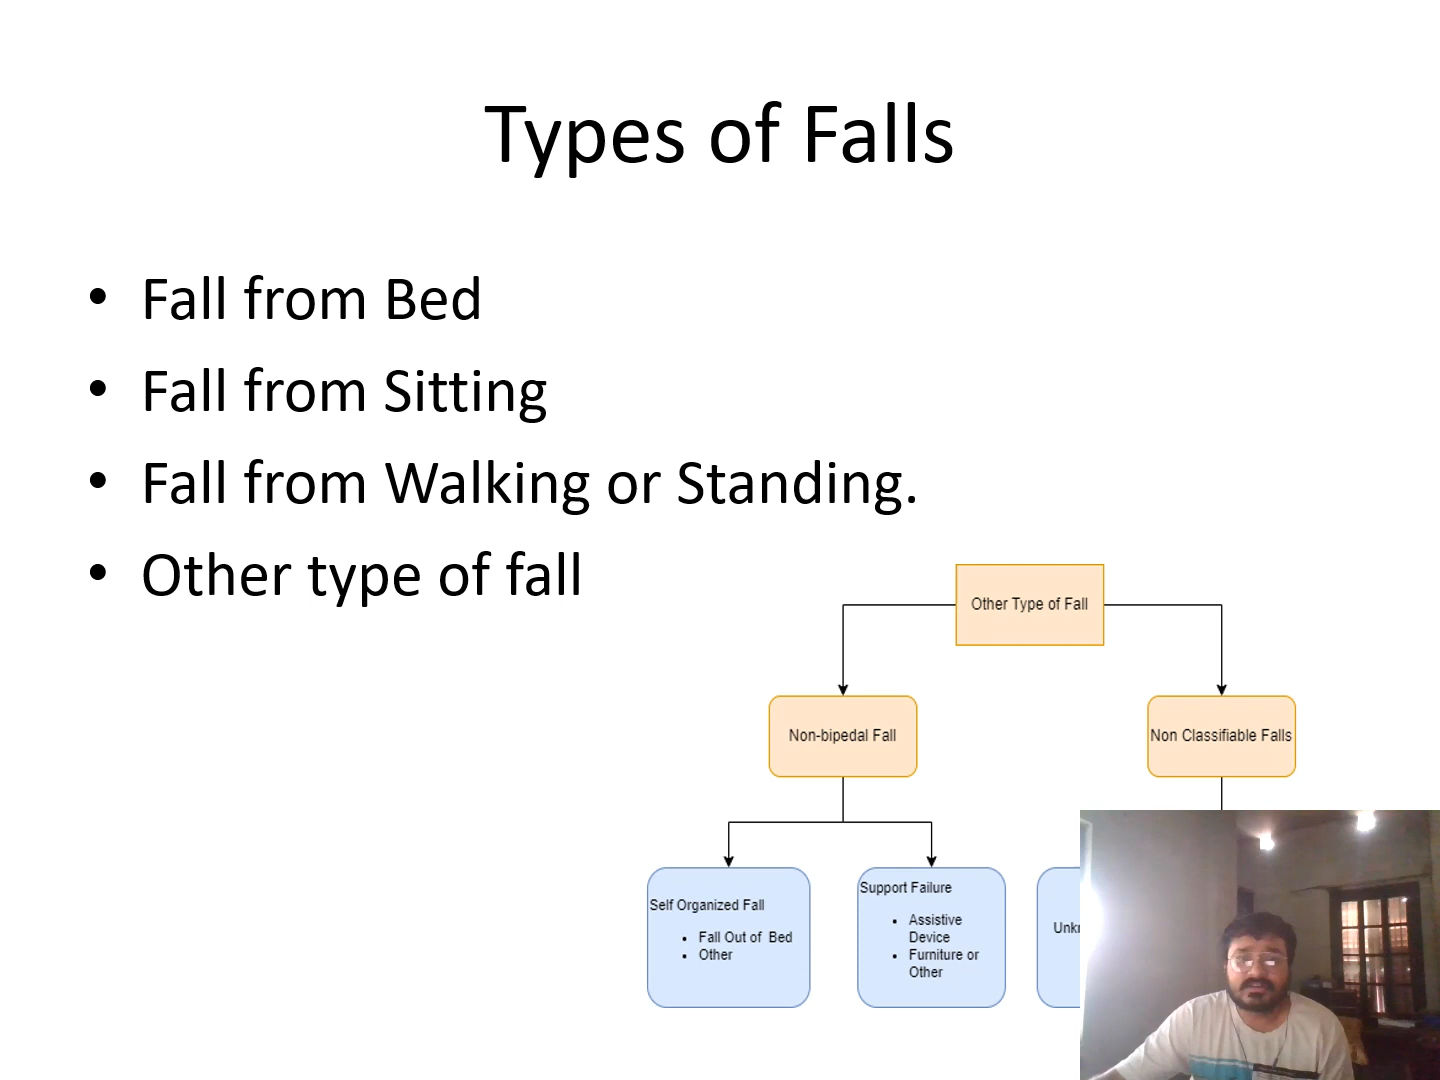 Types of Falls
• Fall from Bed
• Fall from Sitting
• Fall from Walking or Standing.
• Other type of fall
Other Type of Fall
Non-bipedal Fall
Non Classifiable Falls
Self Organized Fall
• Fall Out of Bed
• Other
Support Failure
• Assistive
Device
• Furniture or
Other